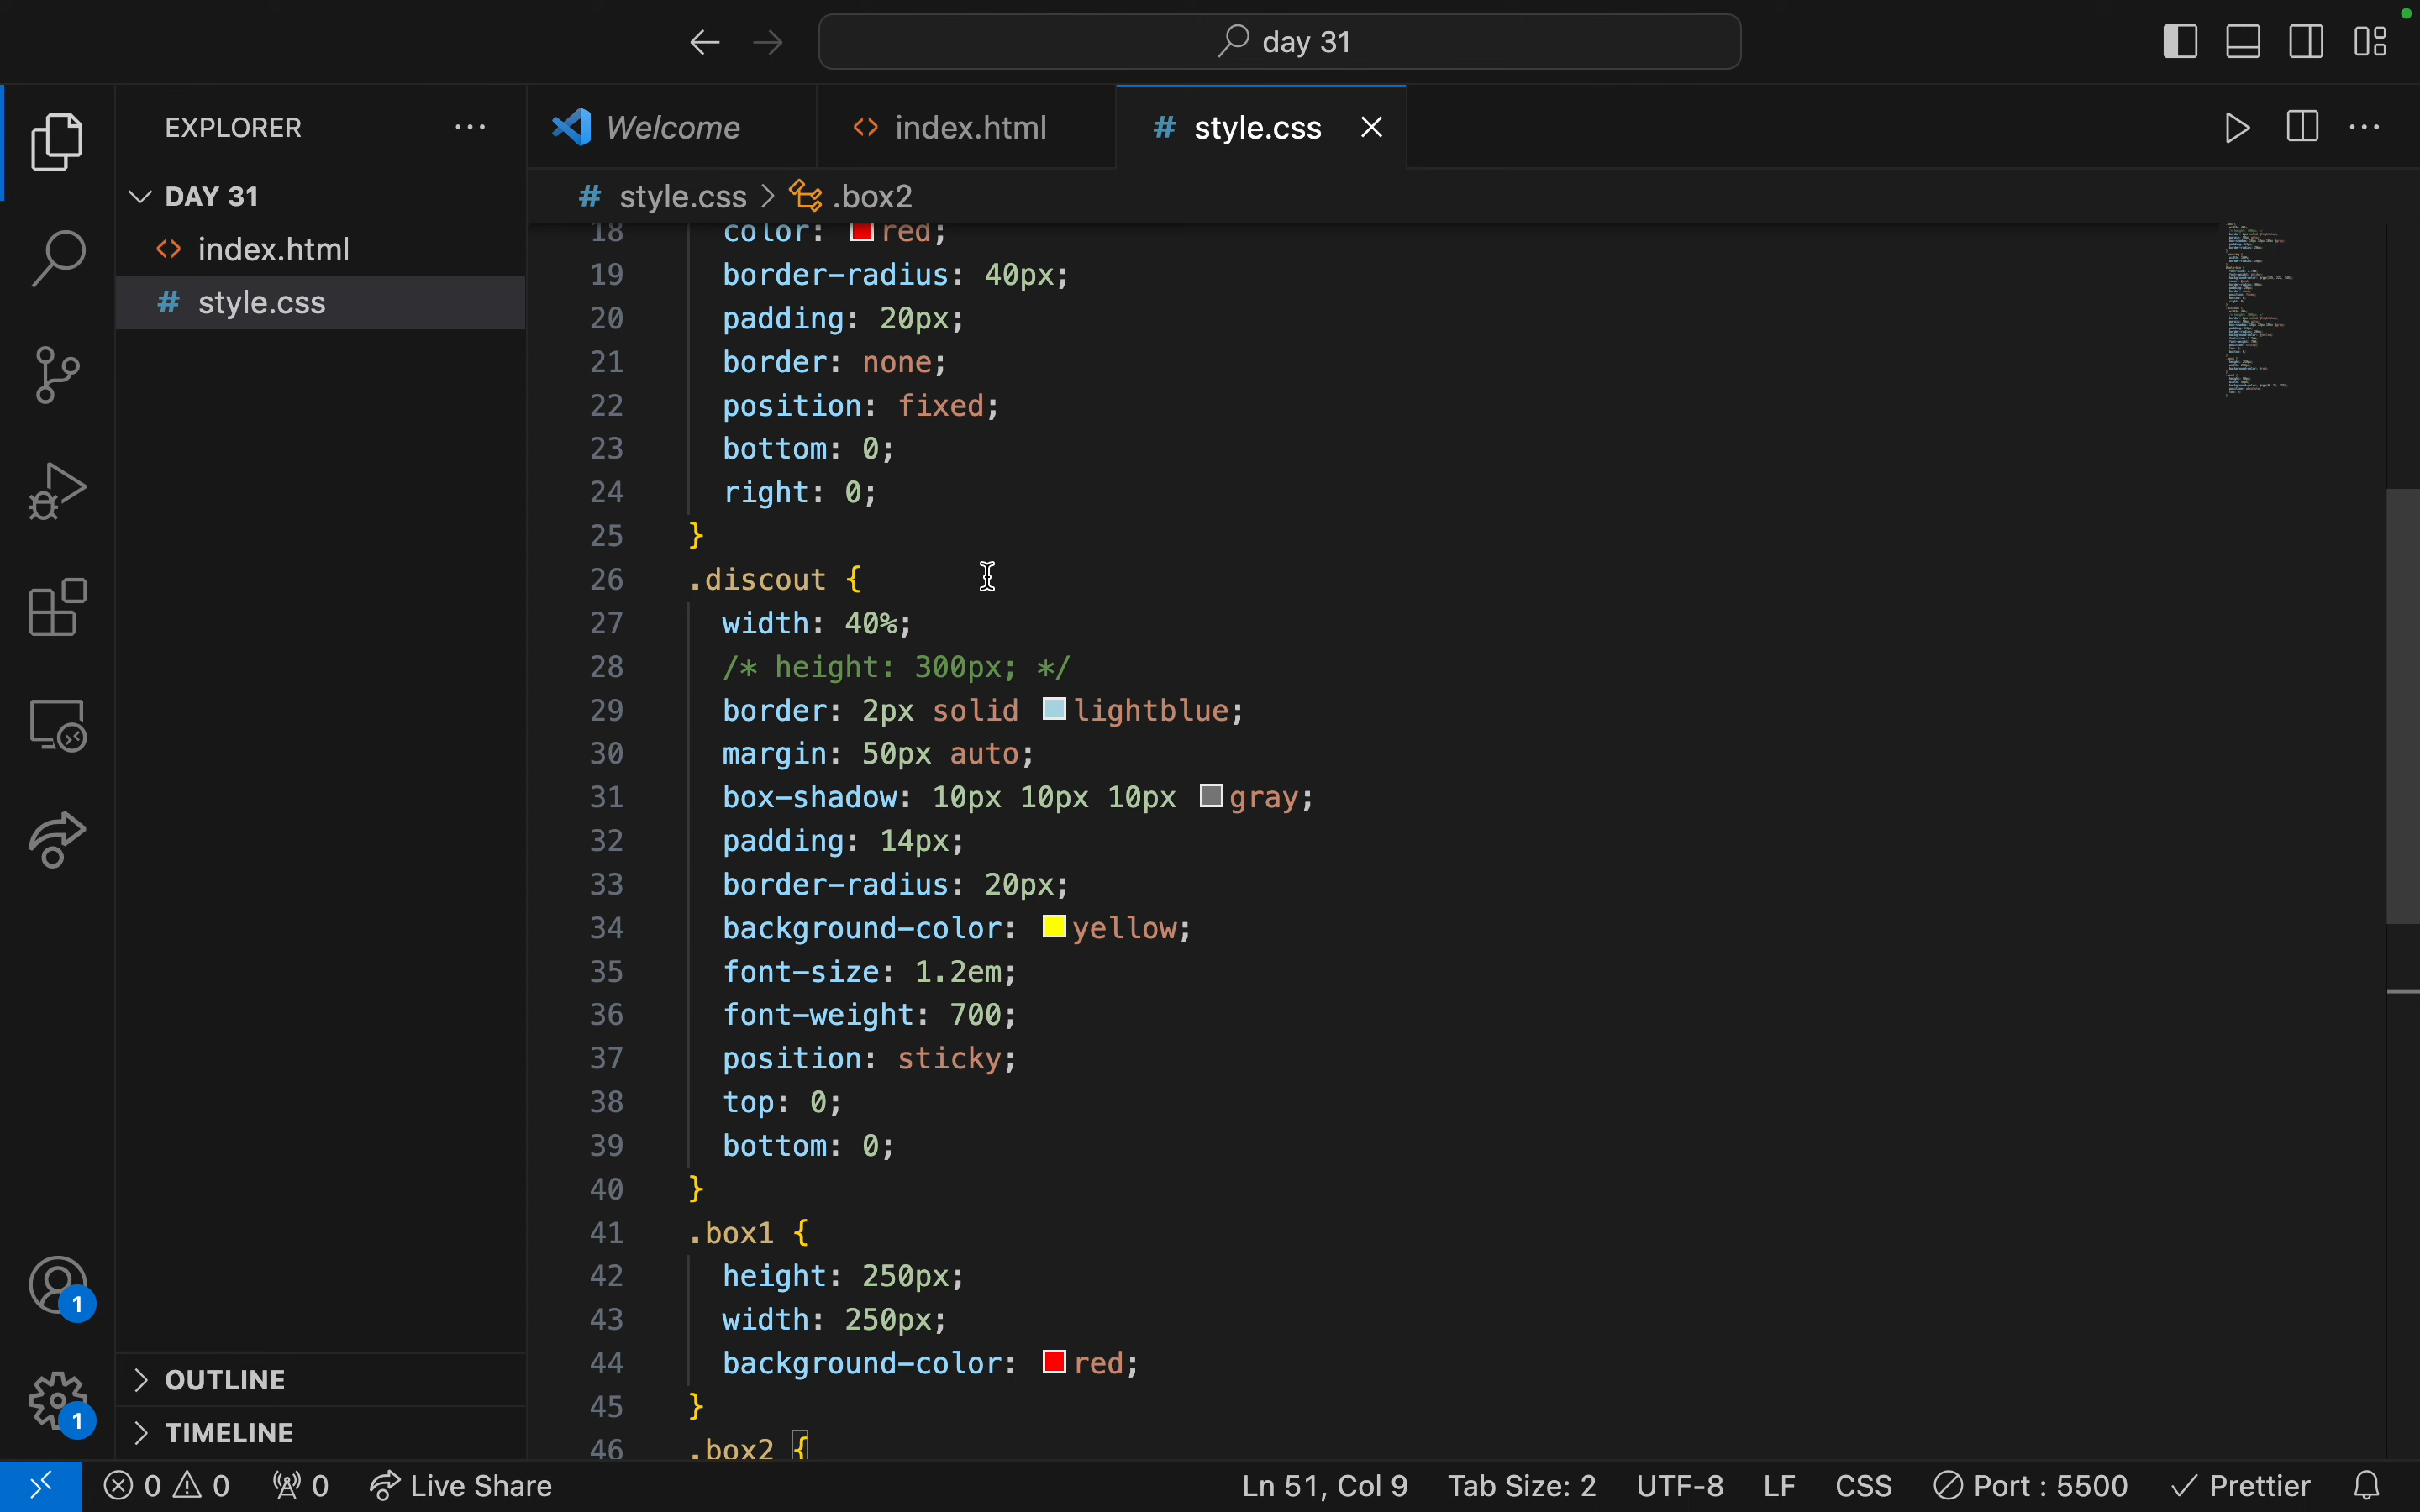 day 31
EXPLORER
Welcome
index.html
style.css
DAY 31
index.html
style.css
style.css > .box2
18 color: red;
19 border-radius: 40px;
20 padding: 20px;
21 border: none;
22 position: fixed;
23 bottom: 0;
24 right: 0;
25 }
26 .discout {
27 width: 40%;
28 /* height: 300px; */
29 border: 2px solid lightblue;
30 margin: 50px auto;
31 box-shadow: 10px 10px 10px gray;
32 padding: 14px;
33 border-radius: 20px;
34 background-color: yellow;
35 font-size: 1.2em;
36 font-weight: 700;
37 position: sticky;
38 top: 0;
39 bottom: 0;
40 }
41 .box1 {
42 height: 250px;
43 width: 250px;
44 background-color: red;
45 }
46 .box2 {
1
1
OUTLINE
TIMELINE
0 0 0 Live Share Ln 51, Col 9 Tab Size: 2 UTF-8 LF CSS Port : 5500 Prettier